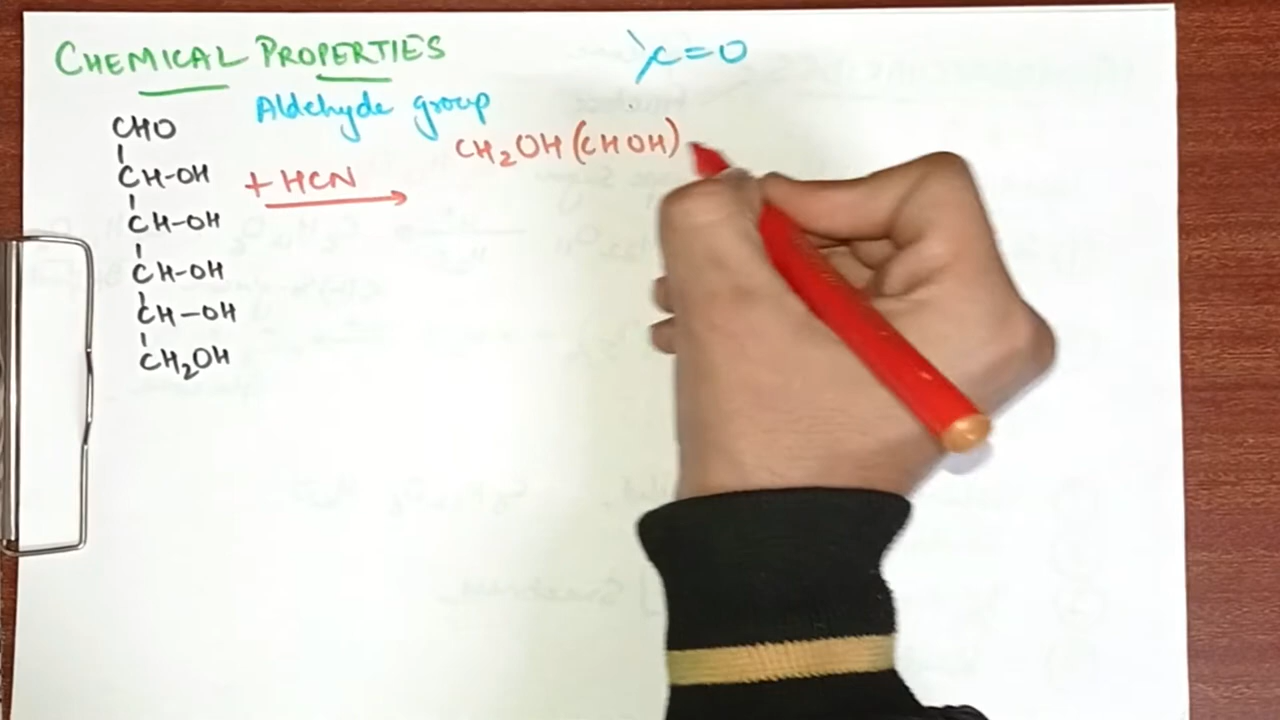 CHEMICAL PROPERTIES
C=O
Aldehyde group
CHO
CH-OH
CH-OH
CH-OH
CH-OH
CH₂OH
+HCN
CH₂OH(CHOH)